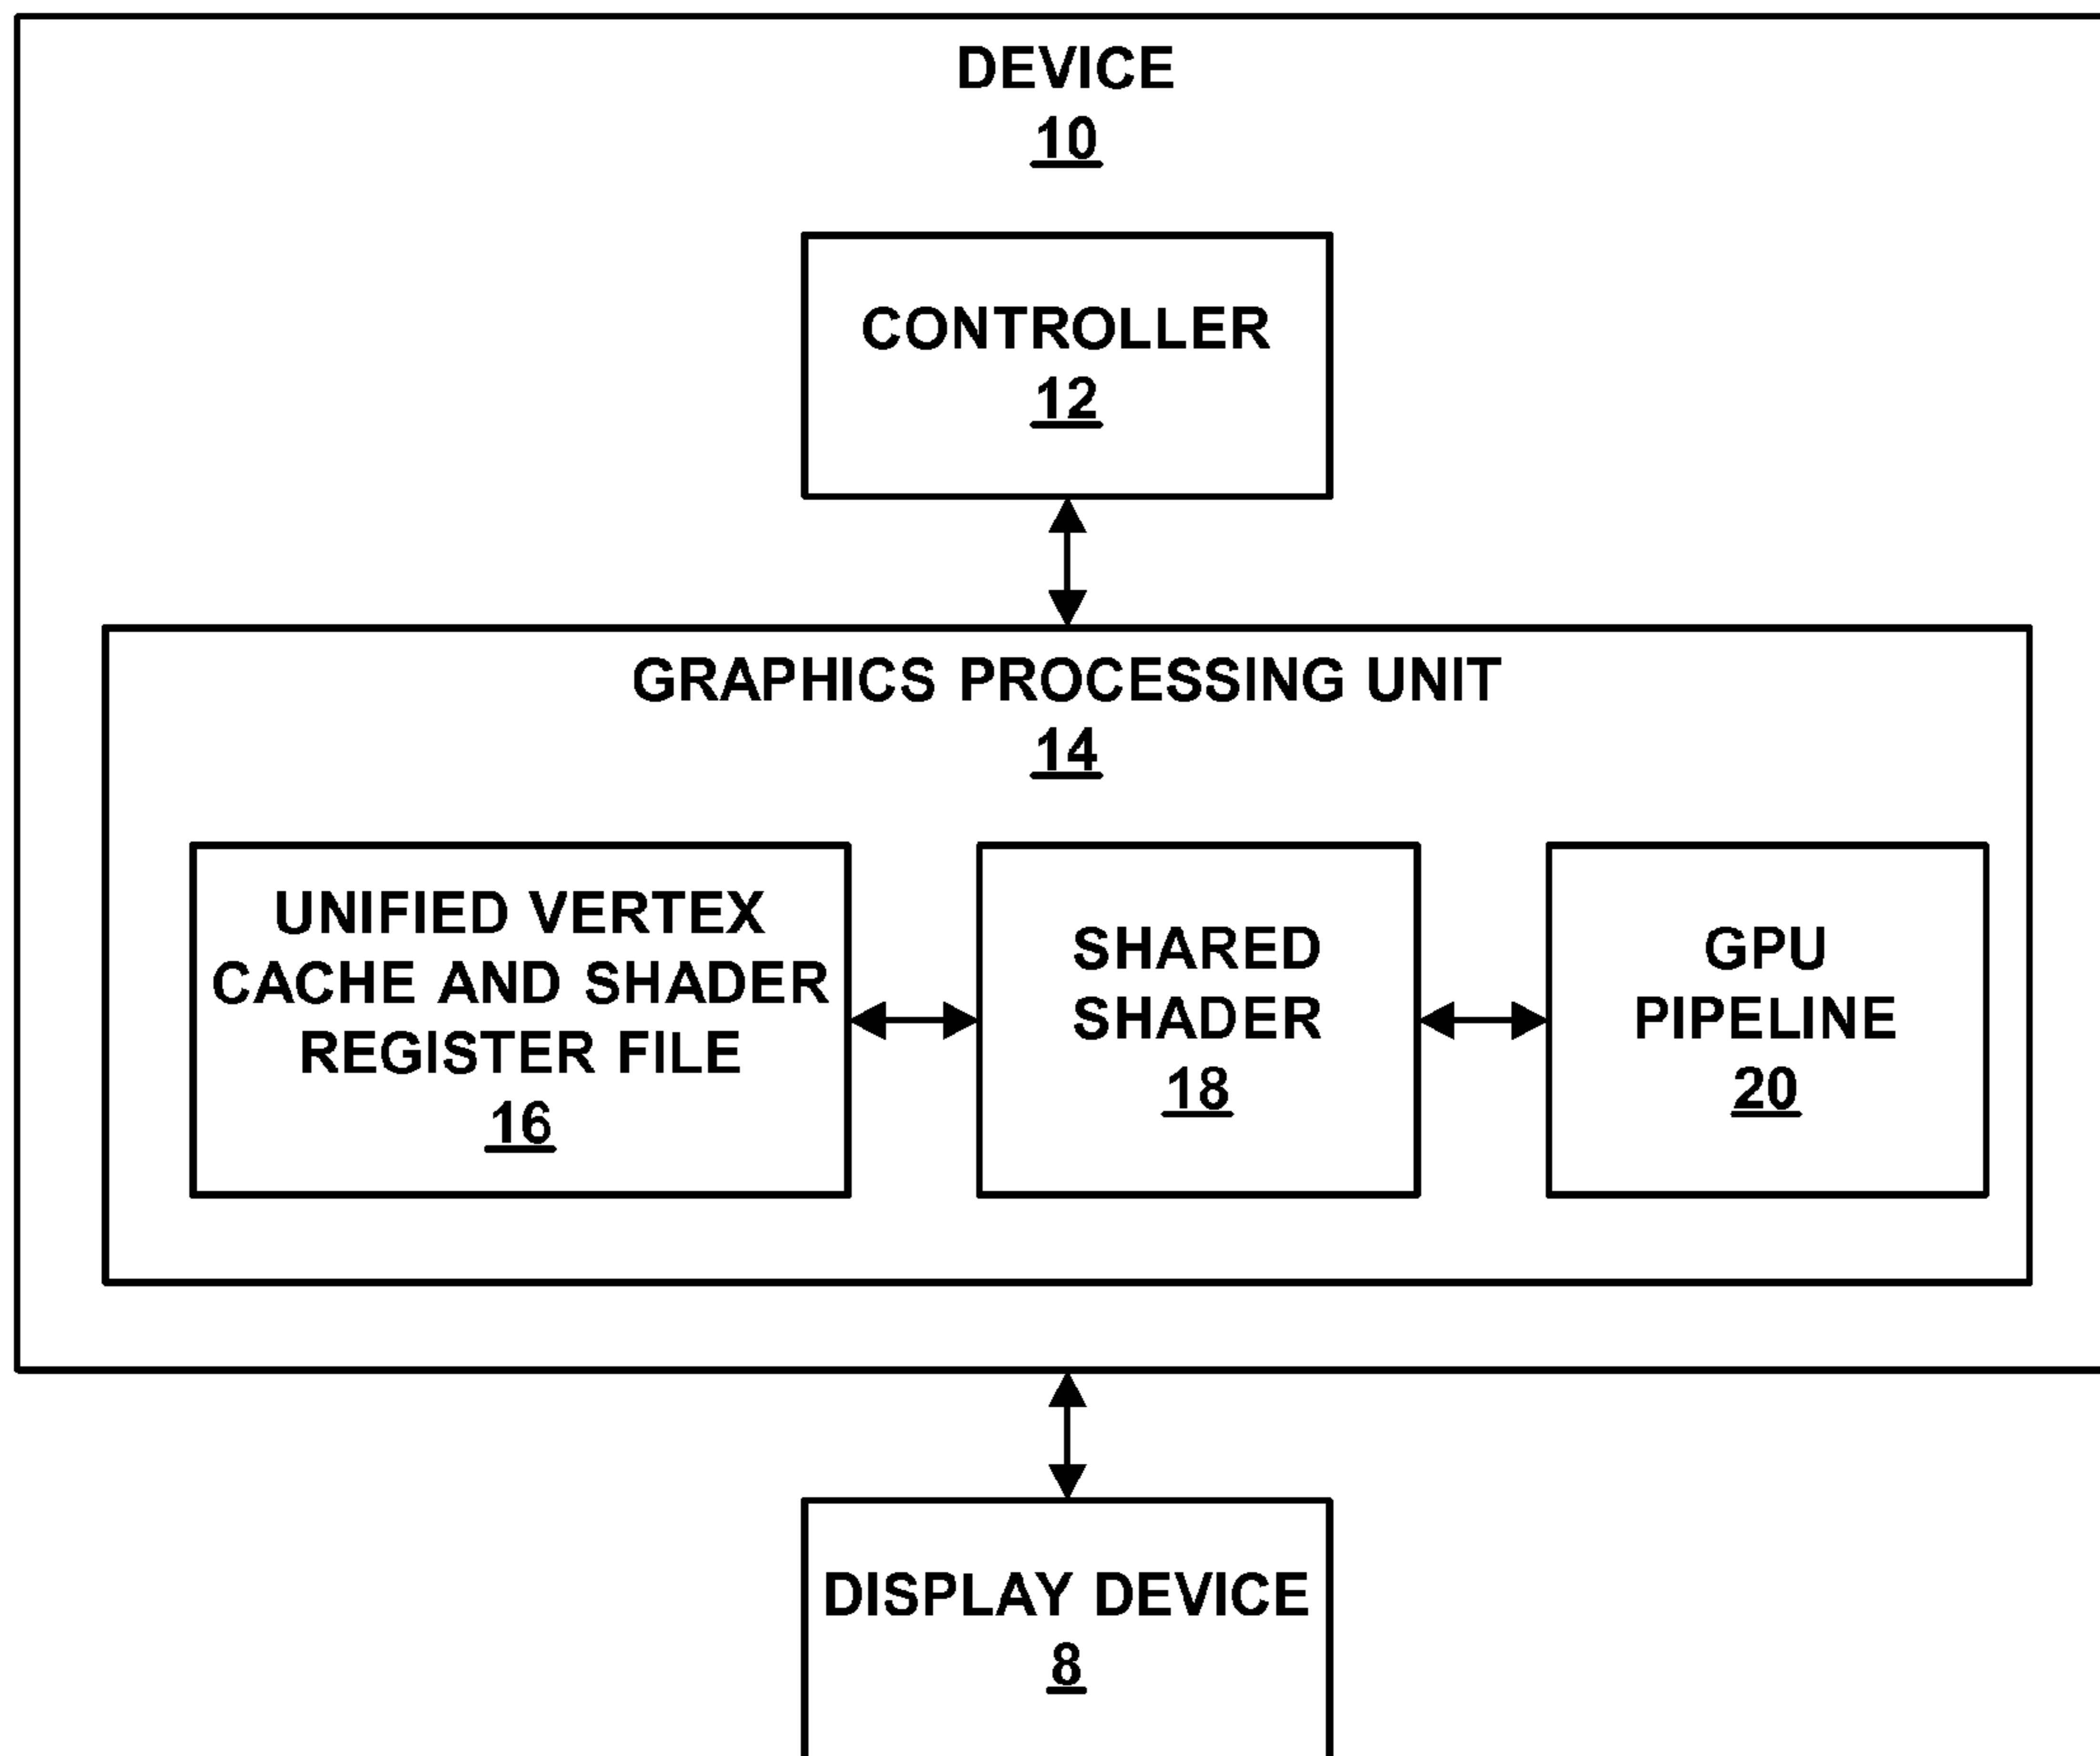 DEVICE
10
CONTROLLER
12
GRAPHICS PROCESSING UNIT
14
UNIFIED VERTEX
CACHE AND SHADER
REGISTER FILE
16
SHARED
SHADER
18
GPU
PIPELINE
20
DISPLAY DEVICE
8